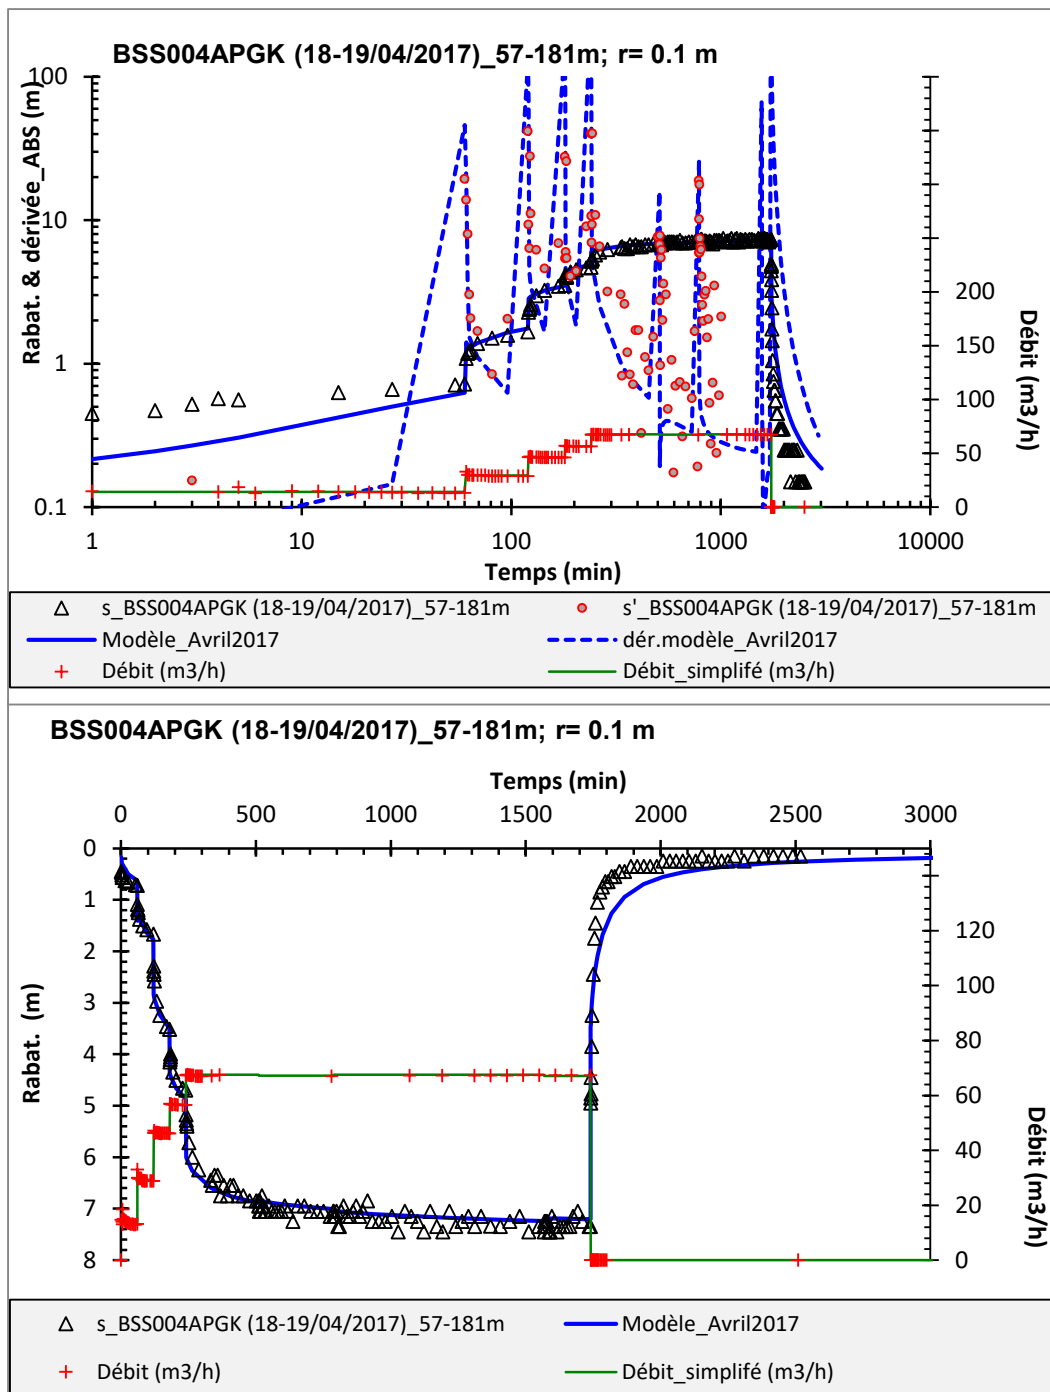 BSS004APGK (18-19/04/2017)_57-181m; r= 0.1 m
Rabat. & dérivée_ABS (m)
100
10
1
0.1
200
150
100
50
0
Débit (m3/h)
1 10 100 1000 10000
Temps (min)
s_BSS004APGK (18-19/04/2017)_57-181m
s'_BSS004APGK (18-19/04/2017)_57-181m
Modèle_Avril2017
dér.modèle_Avril2017
Débit (m3/h)
Débit_simplifé (m3/h)
BSS004APGK (18-19/04/2017)_57-181m; r= 0.1 m
Temps (min)
0 500 1000 1500 2000 2500 3000
Rabat. (m)
0
1
2
3
4
5
6
7
8
120
100
80
60
40
20
0
Débit (m3/h)
s_BSS004APGK (18-19/04/2017)_57-181m
Modèle_Avril2017
Débit (m3/h)
Débit_simplifé (m3/h)